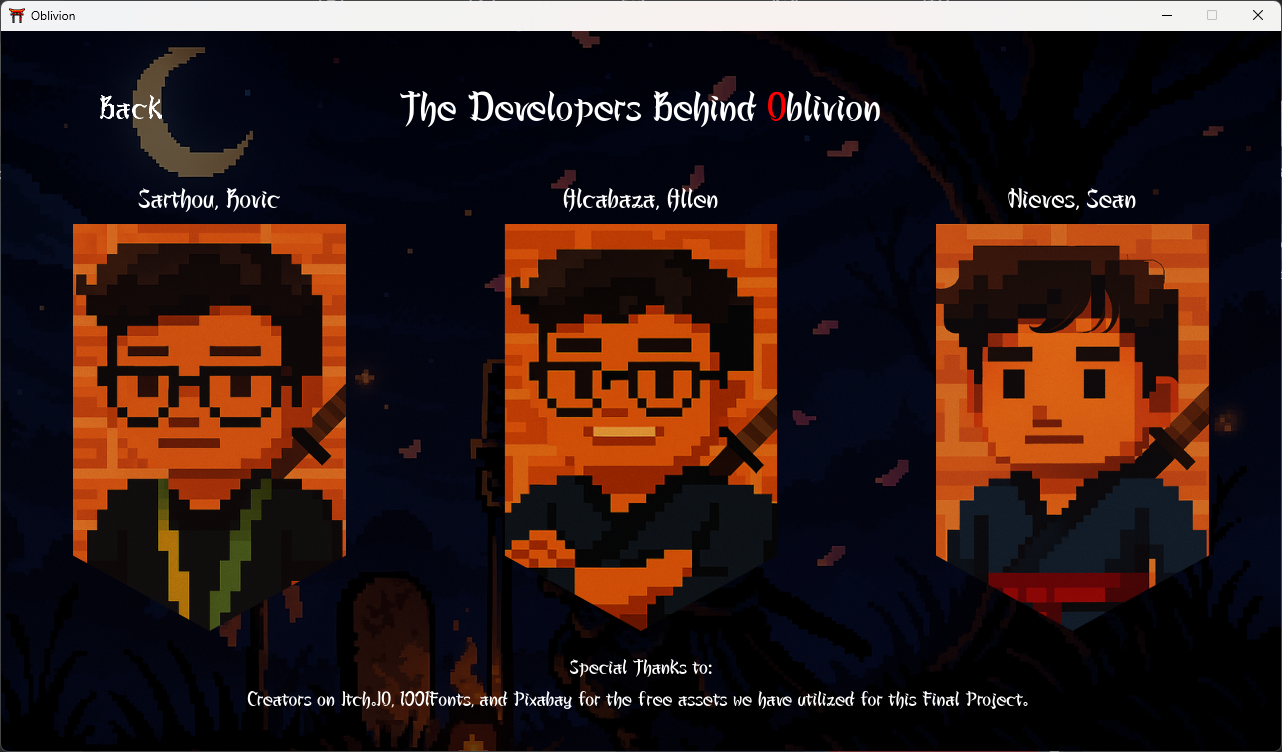 Oblivion
Back
The Developers Behind Oblivion
Sarthou, Rovic
Alcabaza, Allen
Nieves, Sean
Special Thanks to:
Creators on Itch.IO, 1001Fonts, and Pixabay for the free assets we have utilized for this Final Project.